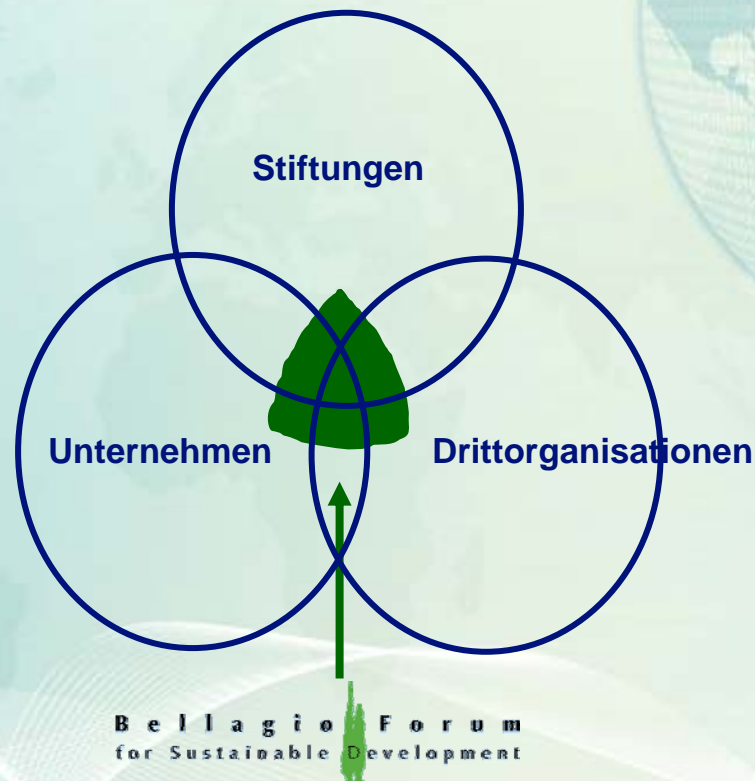 Stiftungen
Unternehmen
Drittorganisationen
Bellagio Forum
for Sustainable Development